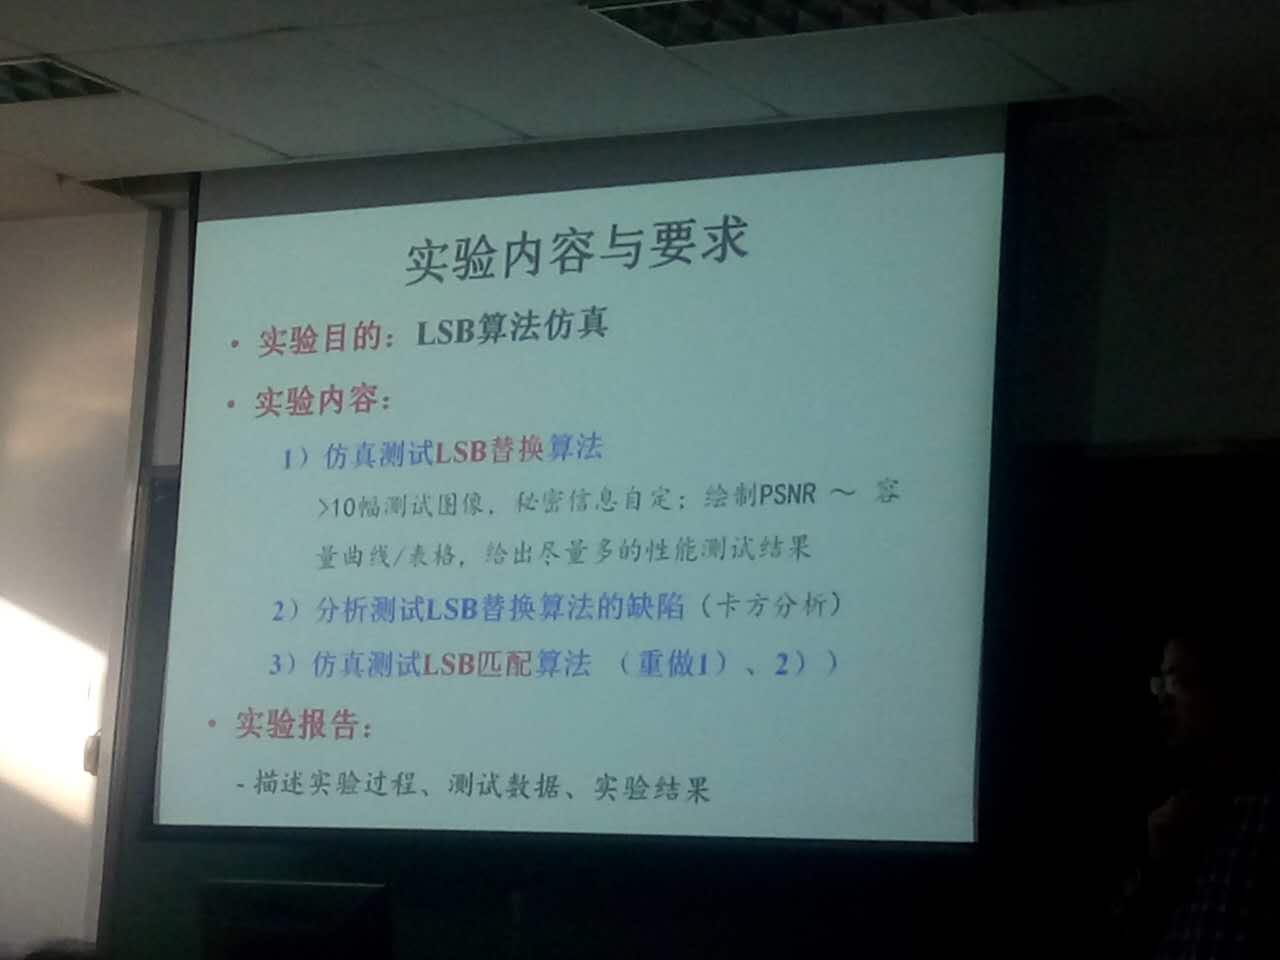 实验内容与要求
• 实验目的：LSB算法仿真
• 实验内容：
1）仿真测试LSB替换算法
>10幅测试图像，秘密信息自定；绘制PSNR ～ 容
量曲线/表格，给出尽量多的性能测试结果
2）分析测试LSB替换算法的缺陷（卡方分析）
3）仿真测试LSB匹配算法 （重做1）、2））
• 实验报告：
- 描述实验过程、测试数据、实验结果